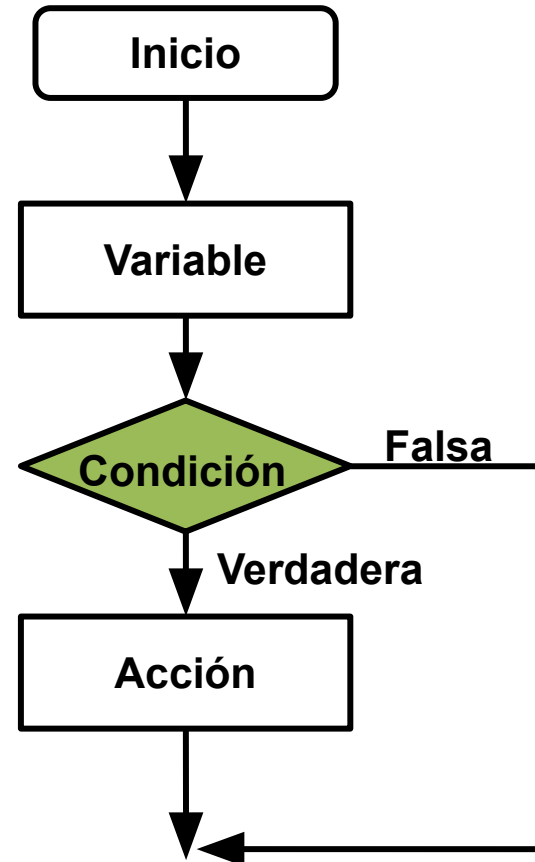 Inicio
Variable
Condición
Falsa
Verdadera
Acción